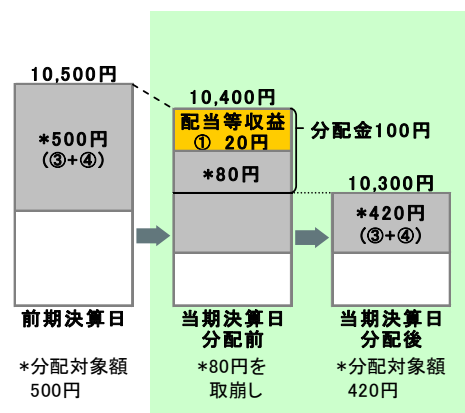 10,500円
*500円
(③+④)
前期決算日
*分配対象額
500円
10,400円
配当等収益
① 20円
*80円
分配金100円
当期決算日
分配前
*80円を
取崩し
10,300円
*420円
(③+④)
当期決算日
分配後
*分配対象額
420円